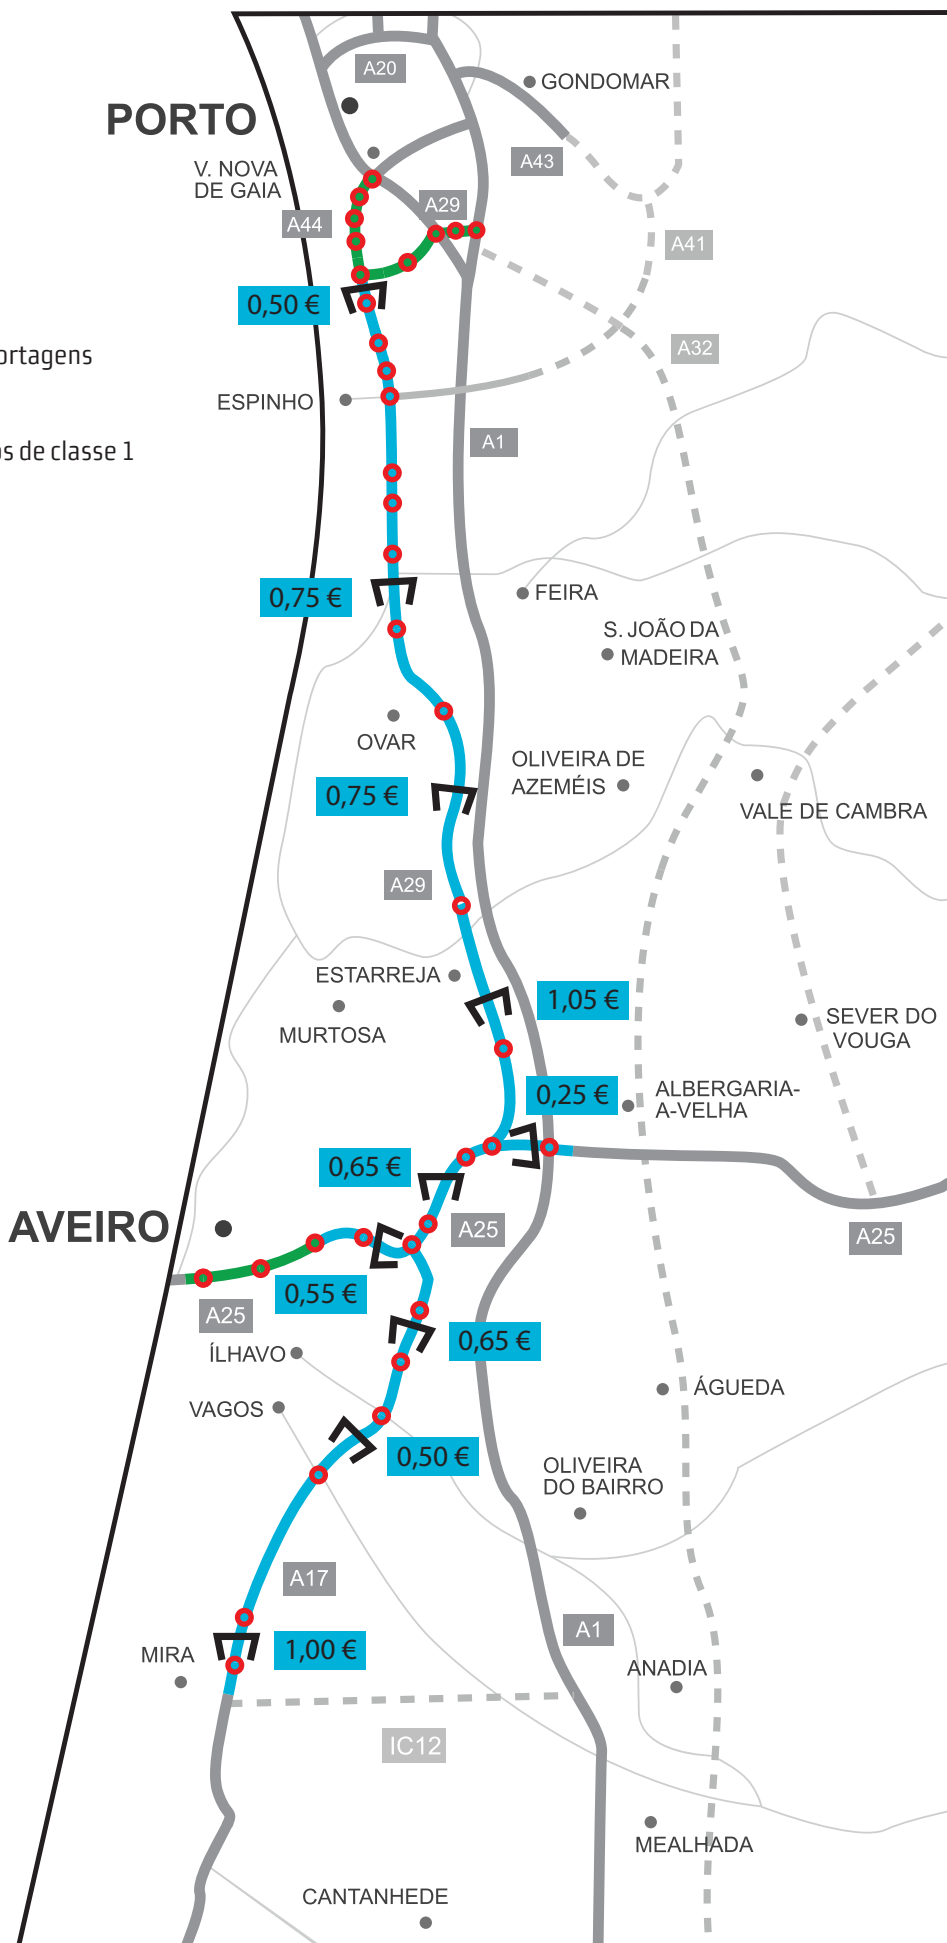 A20
GONDOMAR
PORTO
A43
V. NOVA
DE GAIA
A29
A44
A41
0,50 €
ortagens
A32
ESPINHO
A1
os de classe 1
FEIRA
0,75 €
S. JOÃO DA
MADEIRA
OVAR
OLIVEIRA DE
AZEMÉIS
0,75 €
VALE DE CAMBRA
A29
ESTARREJA
1,05 €
MURTOSA
SEVER DO
VOUGA
0,25 €
ALBERGARIA-
A-VELHA
0,65 €
AVEIRO
A25
A25
0,55 €
A25
0,65 €
ÍLHAVO
ÁGUEDA
VAGOS
0,50 €
OLIVEIRA
DO BAIRRO
A17
A1
1,00 €
MIRA
ANADIA
IC12
MEALHADA
CANTANHEDE